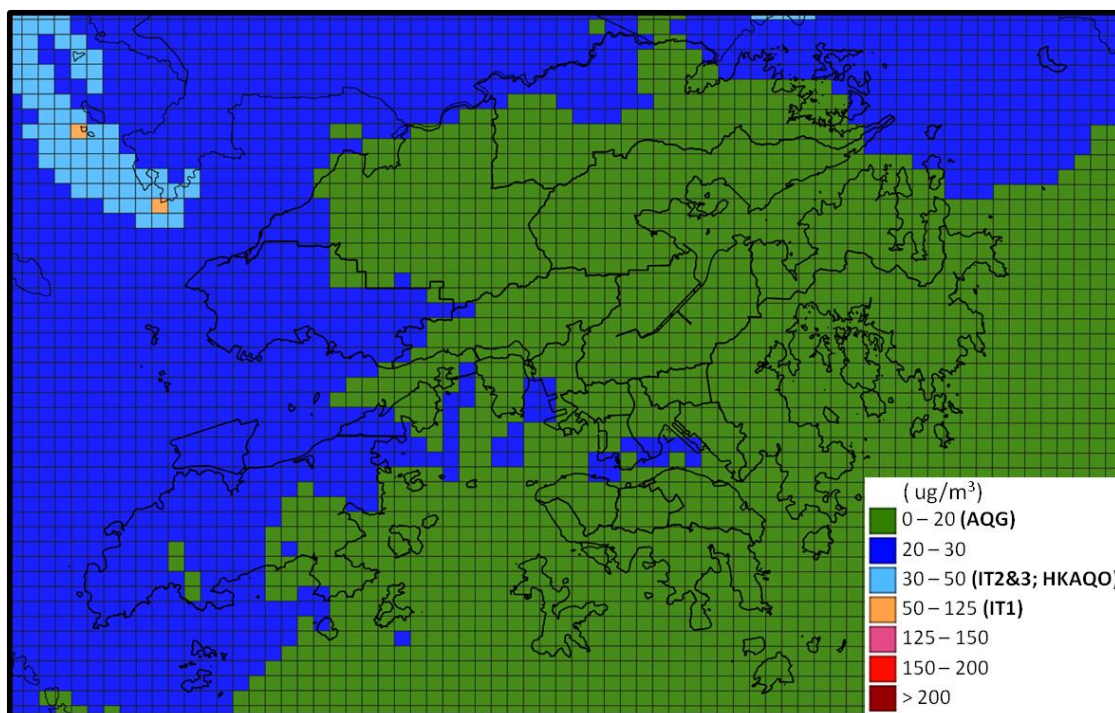 ( ug/m³)
0 – 20 (AQG)
20 – 30
30 – 50 (IT2&3; HKAQO)
50 – 125 (IT1)
125 – 150
150 – 200
> 200